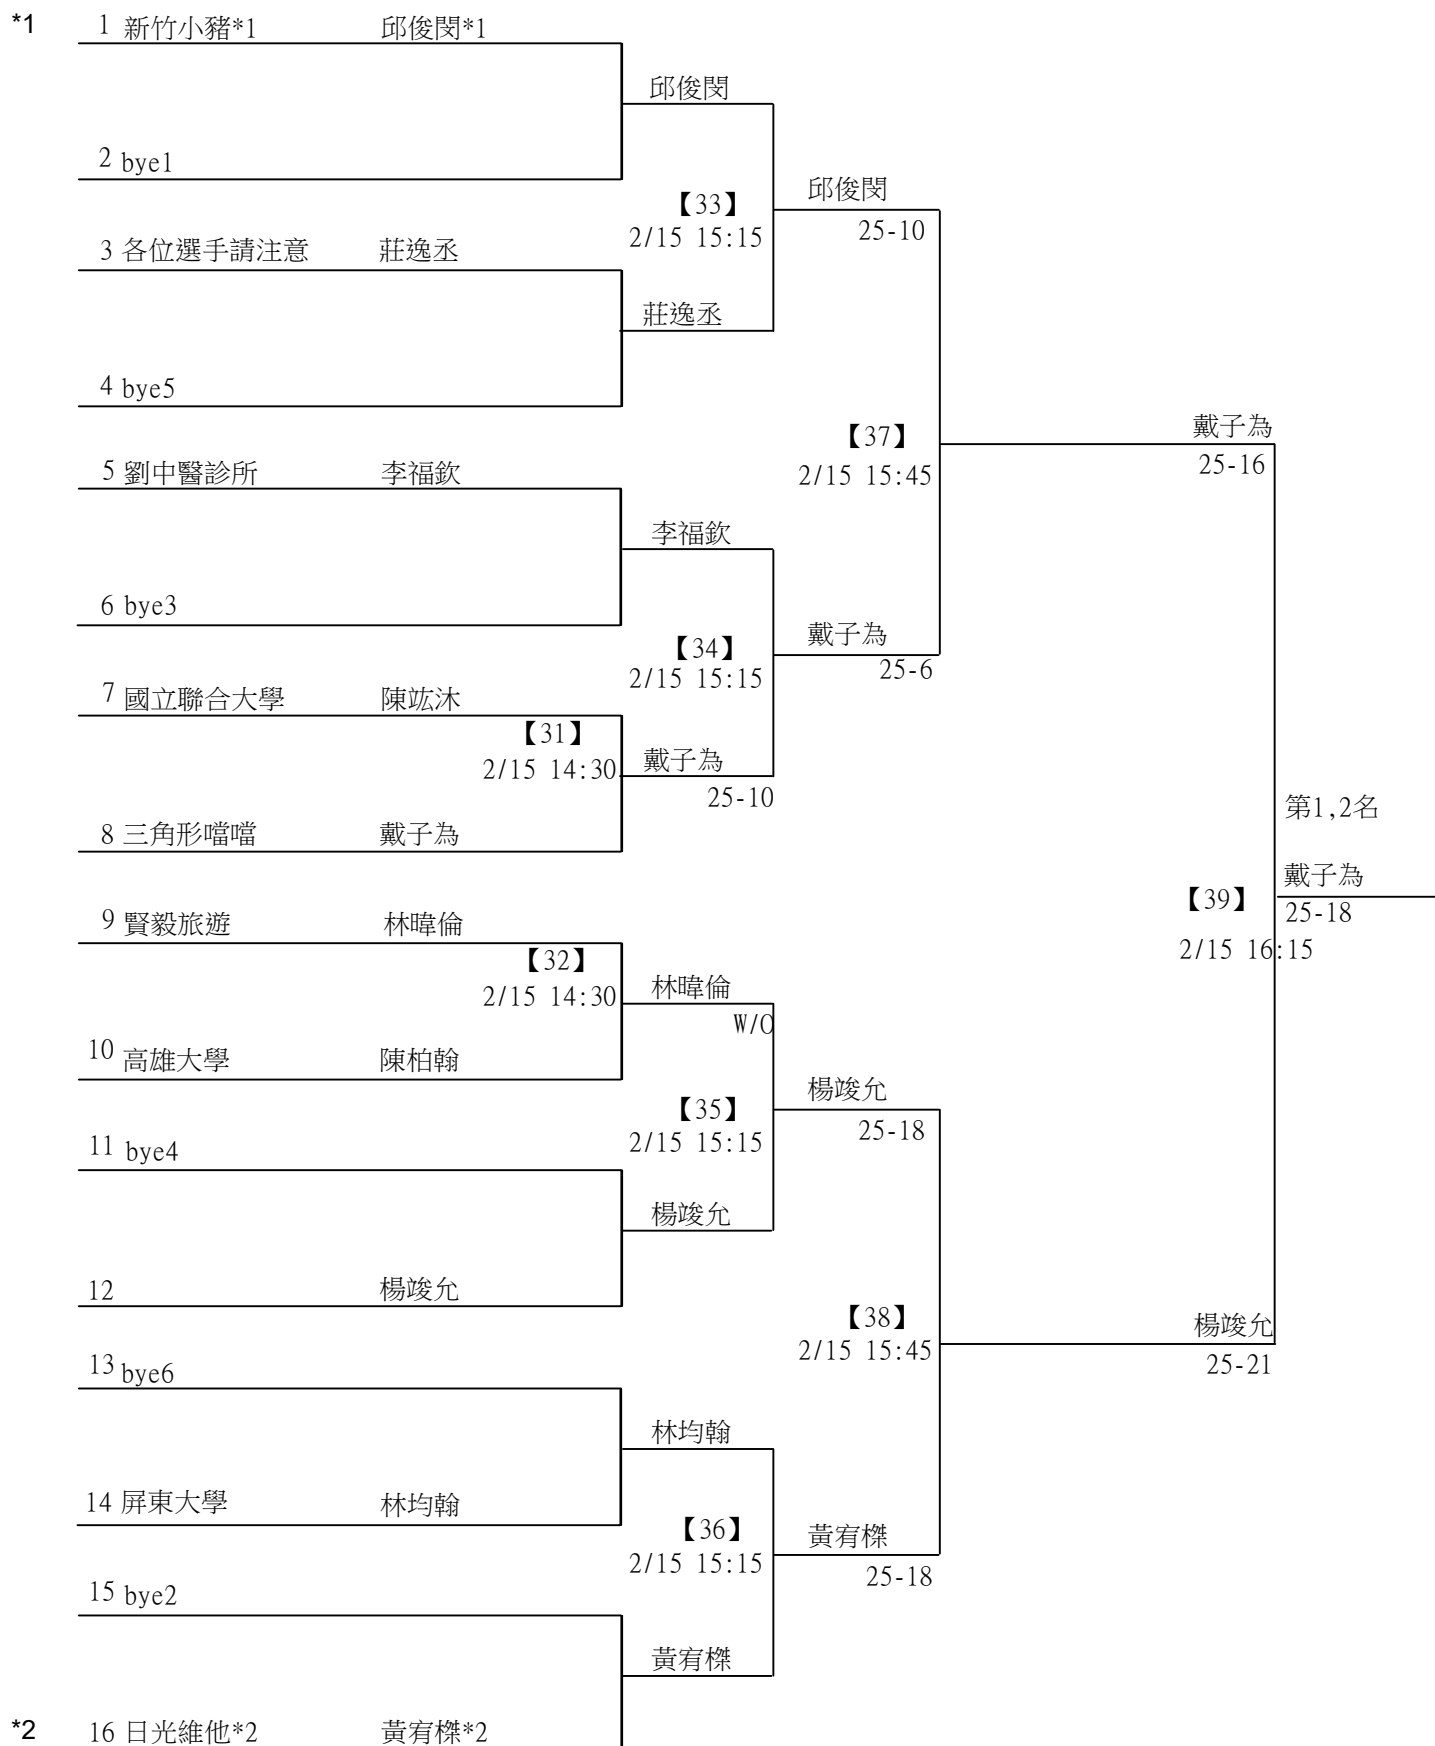 *1 1 新竹小豬*1 邱俊閔*1
邱俊閔
2 bye1
邱俊閔
【33】
2/15 15:15
25-10
3 各位選手請注意 莊逸丞
莊逸丞
4 bye5
戴子為
【37】
2/15 15:45
25-16
5 劉中醫診所 李福欽
李福欽
6 bye3
戴子為
【34】
2/15 15:15
25-6
7 國立聯合大學 陳竑沐
【31】
2/15 14:30
戴子為
25-10
8 三角形噹噹 戴子為
第1,2名
戴子為
【39】
25-18
2/15 16:15
9 賢毅旅遊 林暐倫
【32】
2/15 14:30
林暐倫
W/O
10 高雄大學 陳柏翰
楊竣允
【35】
2/15 15:15
25-18
11 bye4
楊竣允
12 楊竣允
【38】
2/15 15:45
楊竣允
25-21
13 bye6
林均翰
14 屏東大學 林均翰
【36】
2/15 15:15
黃宥榤
25-18
15 bye2
黃宥榤
*2 16 日光維他*2 黃宥榤*2